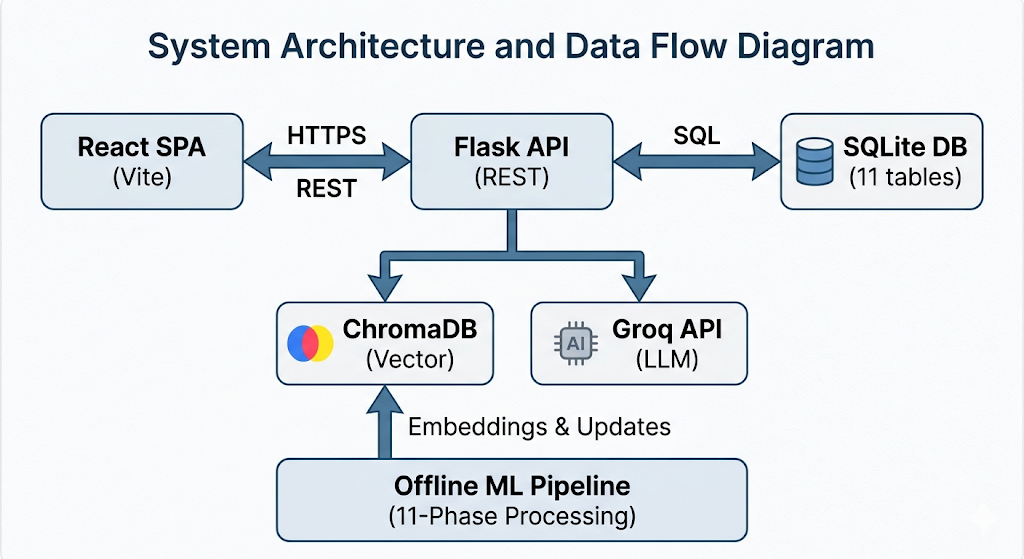 System Architecture and Data Flow Diagram
React SPA
(Vite)
HTTPS
REST
Flask API
(REST)
SQL
SQLite DB
(11 tables)
ChromaDB
(Vector)
AI
Groq API
(LLM)
Embeddings & Updates
Offline ML Pipeline
(11-Phase Processing)